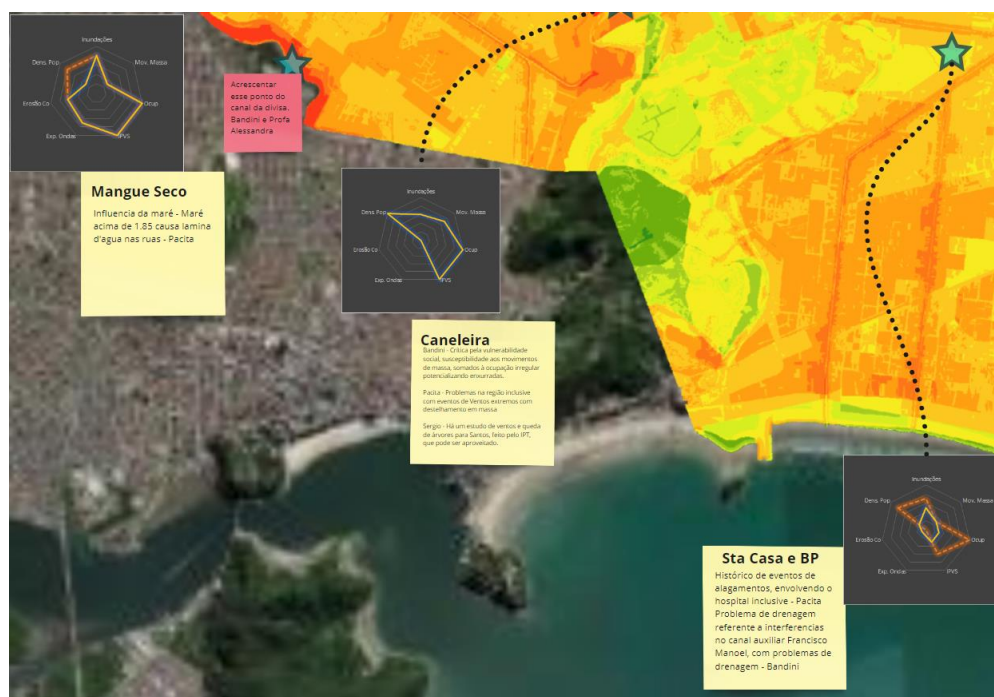 Inundações
Mov. Massa
Ocup
IPVS
Exp. Ondas
Erosão Co
Dens. Pop
Acrescentar
esse ponto do
canal da divisa,
Bandini e Profa
Alessandra
Mangue Seco
Influencia da maré - Maré
acima de 1.85 causa lamina
d'agua nas ruas - Pacita
Inundações
Mov. Massa
Ocup
IPVS
Exp. Ondas
Erosão Co
Dens. Pop
Caneleira
Bandini - Crítica pela vulnerabilidade
social, susceptibilidade aos movimentos
de massa, somados à ocupação irregular
potencializando enxurradas.
Pacita - Problemas na região inclusive
com eventos de Ventos extremos com
destelhamento em massa
Sergio - Há um estudo de ventos e queda
de árvores para Santos, feito pelo IPT,
que pode ser aproveitado.
Inundações
Mov. Massa
Ocup
IPVS
Exp. Ondas
Erosão Co
Dens. Pop
Sta Casa e BP
Histórico de eventos de
alagamentos, envolvendo o
hospital inclusive - Pacita
Problema de drenagem
referente a interferencias
no canal auxiliar Francisco
Manoel, com problemas de
drenagem - Bandini